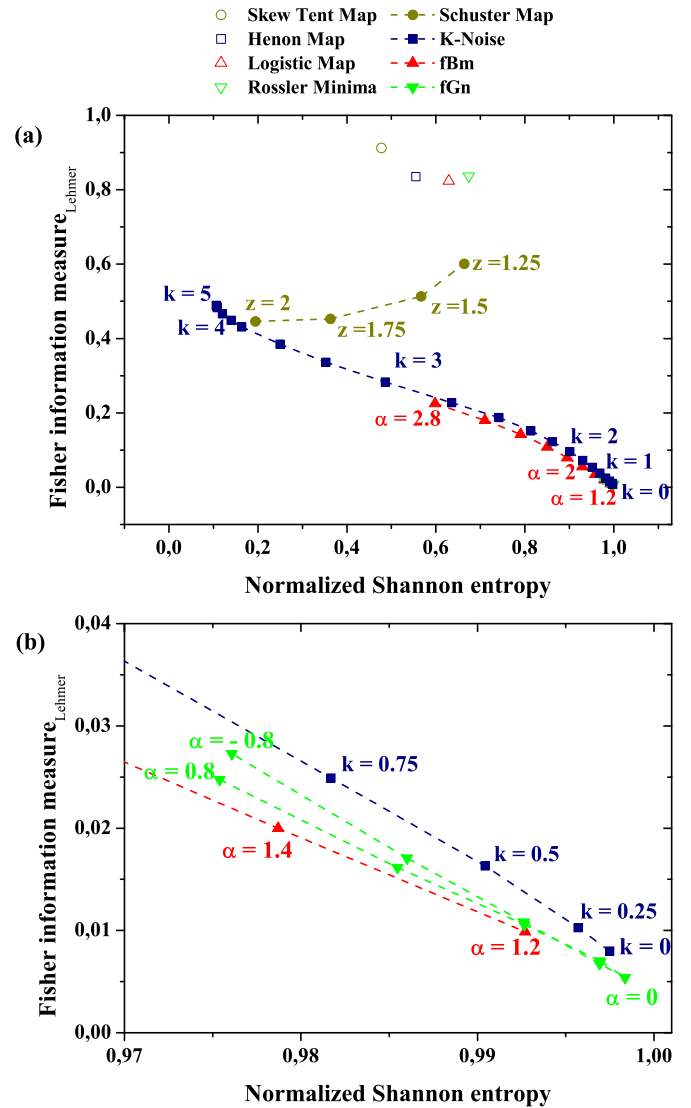 Skew Tent Map
Schuster Map
Henon Map
K-Noise
Logistic Map
fBm
Rossler Minima
fGn
(a)
1,0
0,8
0,6
0,4
0,2
0,0
Fisher information measure Lehmer
z =1.25
z =1.5
z =1.75
z = 2
k = 5
k = 4
k = 3
k = 2
k = 1
k = 0
α = 2.8
α = 2
α = 1.2
0,0 0,2 0,4 0,6 0,8 1,0
Normalized Shannon entropy
(b)
0,04
0,03
0,02
0,01
0,00
Fisher information measure Lehmer
α = - 0.8
α = 0.8
k = 0.75
α = 1.4
k = 0.5
k = 0.25
α = 1.2
k = 0
α = 0
0,97 0,98 0,99 1,00
Normalized Shannon entropy